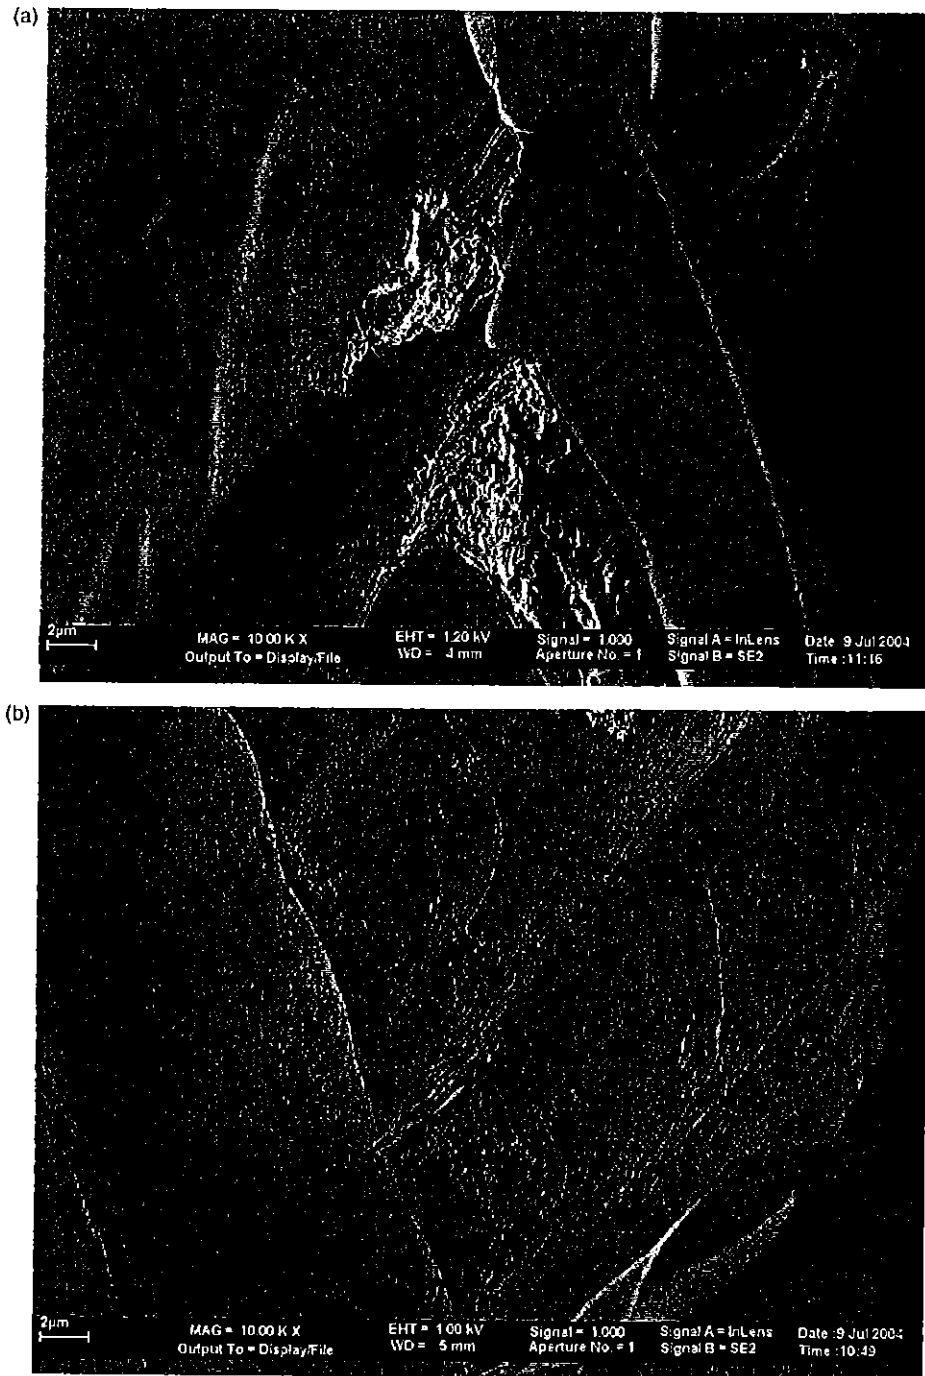 (a)
2µm
MAG = 10.00 K X
Output To = Display/File
EHT = 1.20 kV
WD = 4 mm
Signal = 1.000
Aperture No. = 1
Signal A = InLens
Signal B = SE2
Date :9 Jul 2004
Time :11:16
(b)
2µm
MAG = 10.00 K X
Output To = Display/File
EHT = 1.00 kV
WD = 5 mm
Signal = 1.000
Aperture No. = 1
Signal A = InLens
Signal B = SE2
Date :9 Jul 2004
Time :10:49